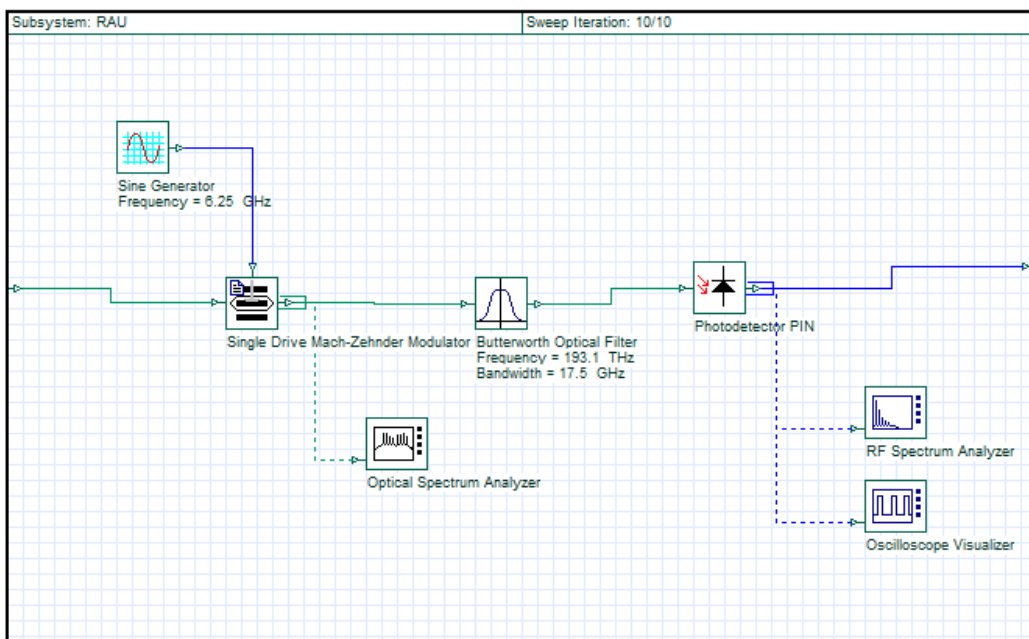 Subsystem: RAU
Sweep Iteration: 10/10
Sine Generator
Frequency = 6.25 GHz
Single Drive Mach-Zehnder Modulator
Butterworth Optical Filter
Frequency = 193.1 THz
Bandwidth = 17.5 GHz
Photodetector PIN
RF Spectrum Analyzer
Optical Spectrum Analyzer
Oscilloscope Visualizer